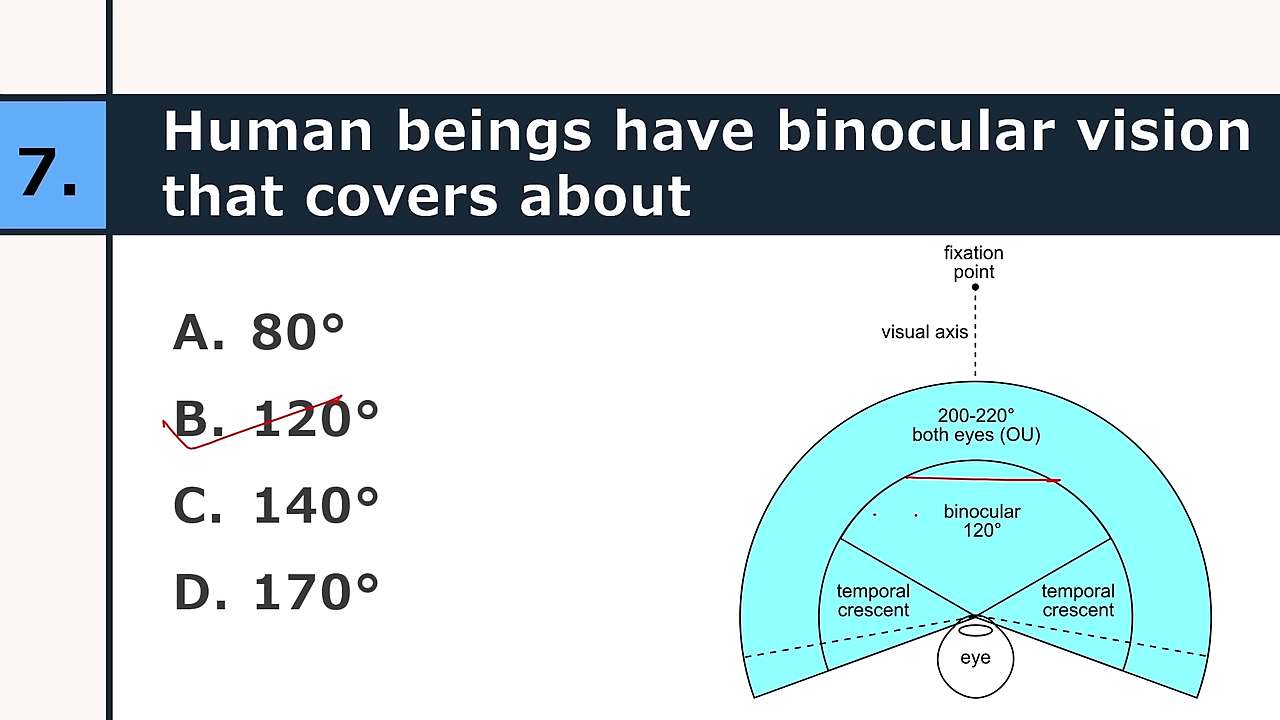 7.
Human beings have binocular vision
that covers about
A. 80°
B. 120°
C. 140°
D. 170°
fixation
point
visual axis
200-220°
both eyes (OU)
binocular
120°
temporal
crescent
temporal
crescent
eye